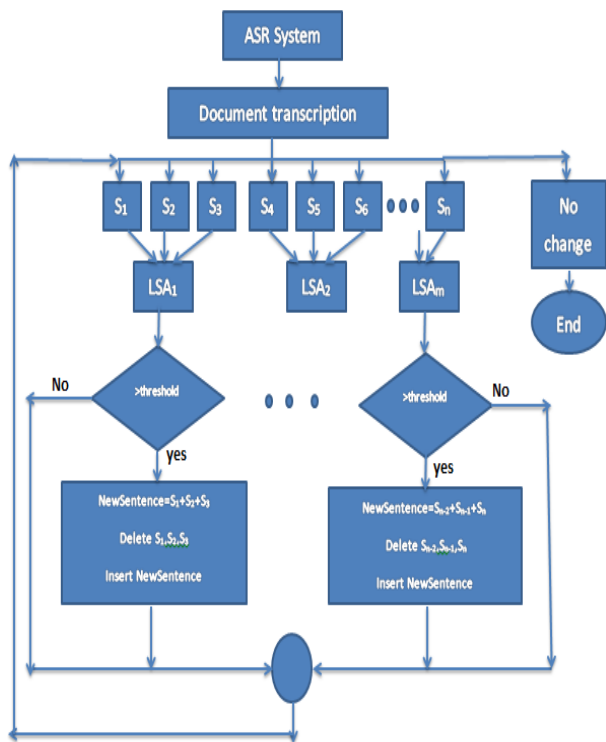 ASR System
Document transcription
S₁ S₂ S₃ S₄ S₅ S₆ Sₙ
No
change
LSA₁ LSA₂ LSAₘ
End
No >threshold >threshold No
yes yes
NewSentence=S₁+S₂+S₃
Delete S₁,S₂,S₃
Insert NewSentence
NewSentence=Sₙ₋₂+Sₙ₋₁+Sₙ
Delete Sₙ₋₂,Sₙ₋₁,Sₙ
Insert NewSentence